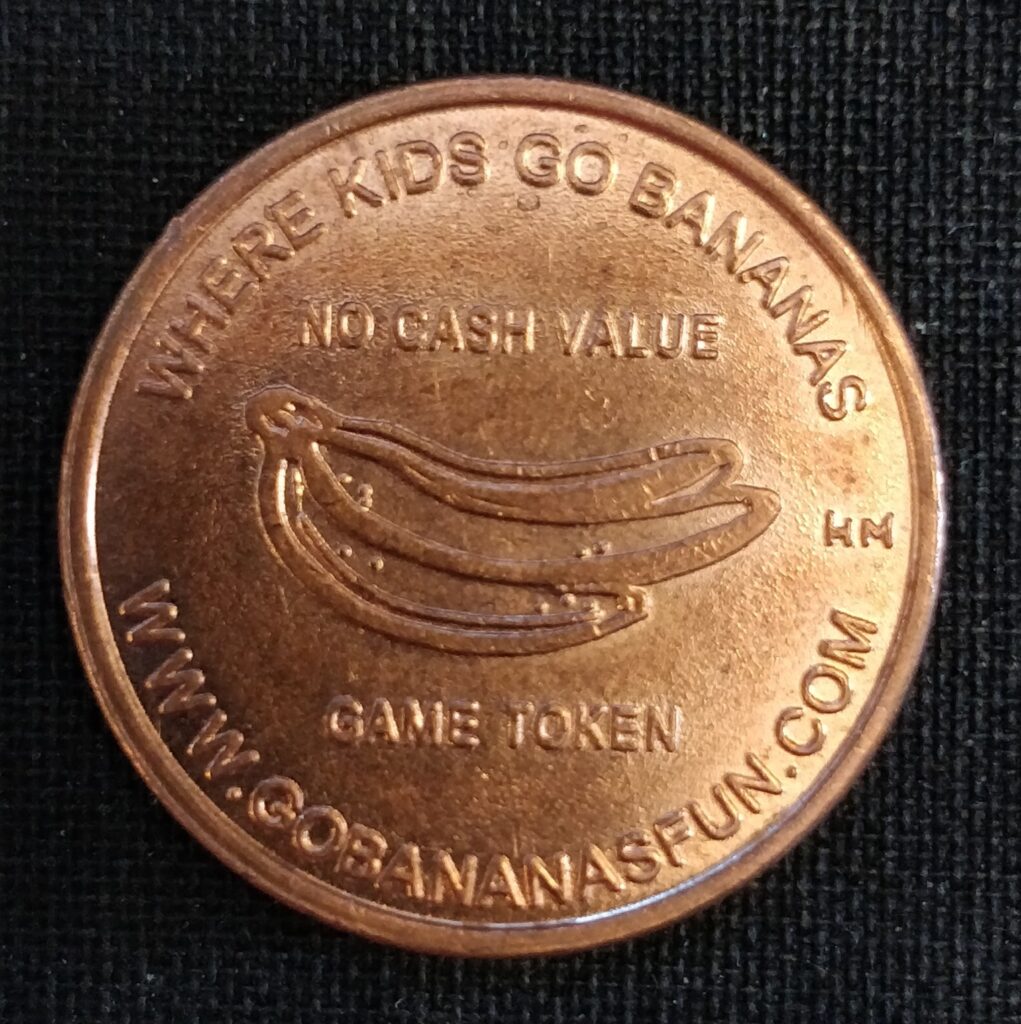 WHERE KIDS GO BANANAS
NO CASH VALUE
HM
GAME TOKEN
WWW.GOBANANASFUN.COM